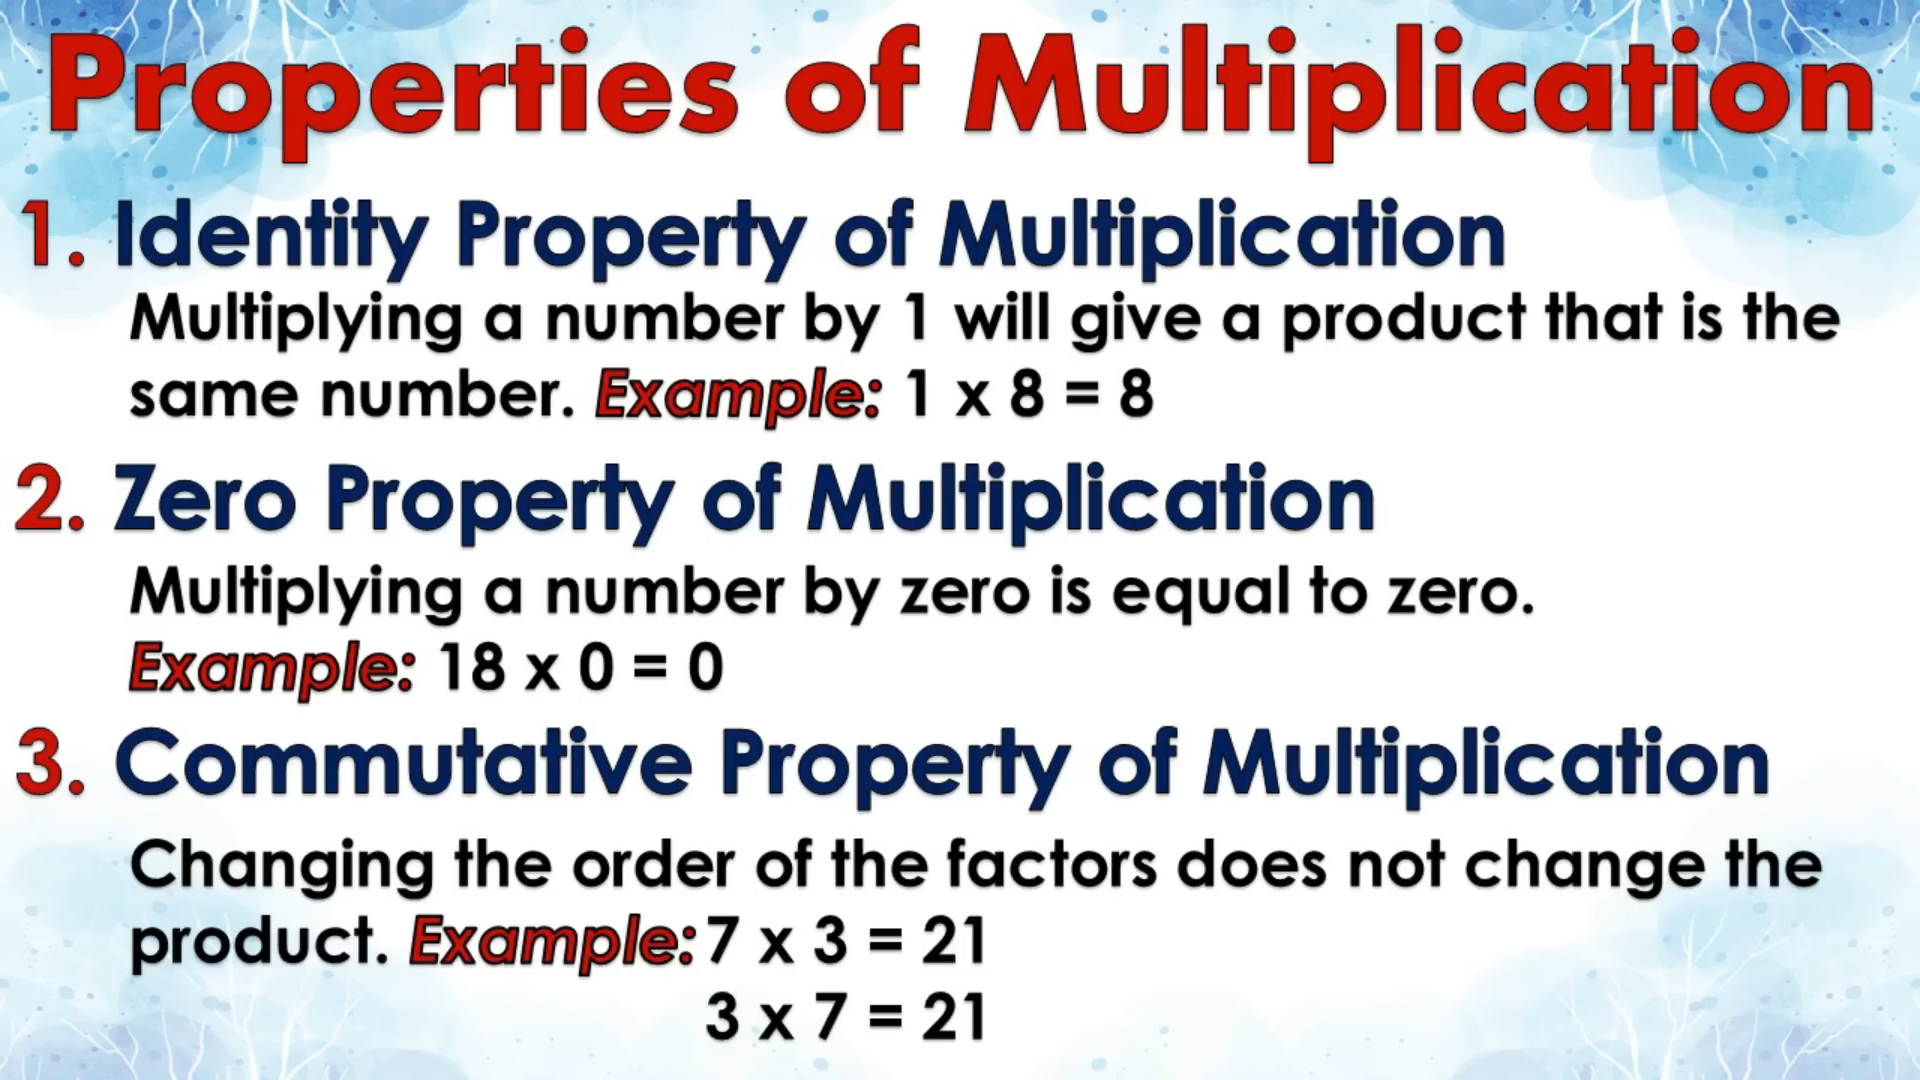 Properties of Multiplication
1. Identity Property of Multiplication
Multiplying a number by 1 will give a product that is the
same number. Example: 1 x 8 = 8
2. Zero Property of Multiplication
Multiplying a number by zero is equal to zero.
Example: 18 x 0 = 0
3. Commutative Property of Multiplication
Changing the order of the factors does not change the
product. Example: 7 x 3 = 21
3 x 7 = 21